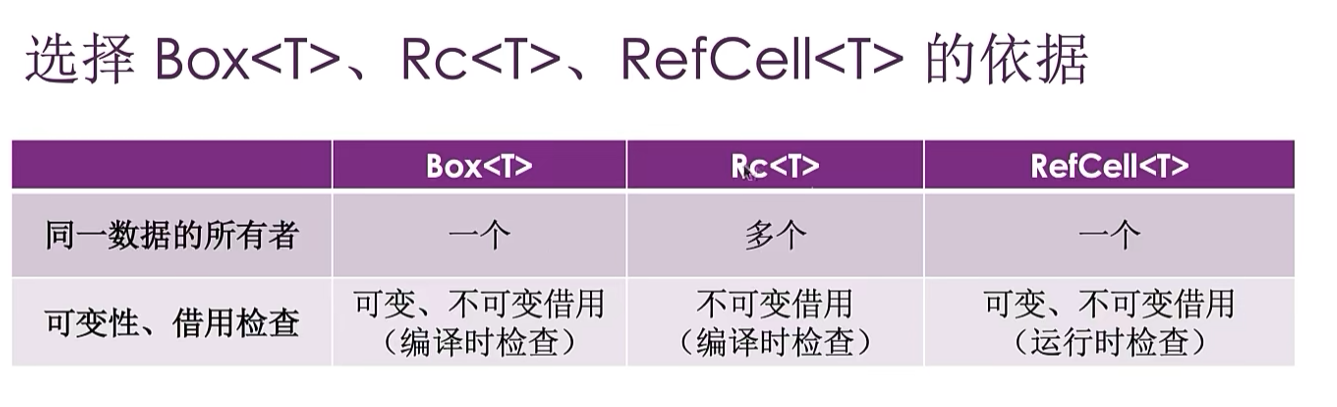 选择 Box<T>、Rc<T>、RefCell<T> 的依据
Box<T> Rc<T> RefCell<T>
同一数据的所有者 一个 多个 一个
可变性、借用检查 可变、不可变借用 不可变借用 可变、不可变借用
（编译时检查） （编译时检查） （运行时检查）